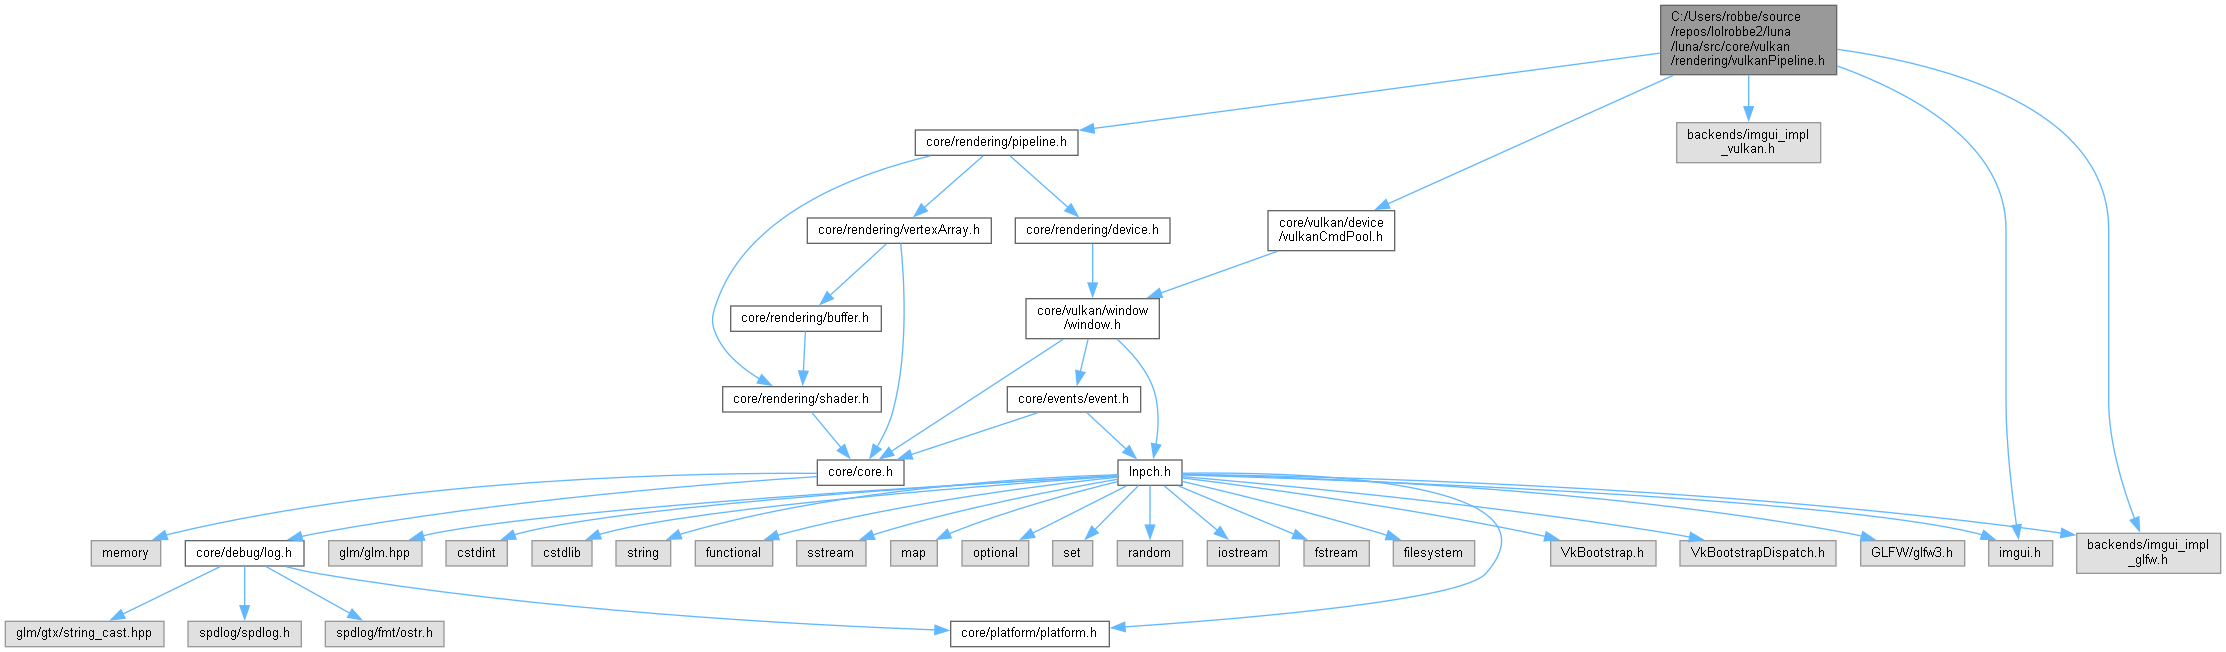 C:/Users/robbe/source
/repos/lolrobbe2/luna
/luna/src/core/vulkan
/rendering/vulkanPipeline.h
core/rendering/pipeline.h
backends/imgui_impl
_vulkan.h
core/rendering/vertexArray.h
core/rendering/device.h
core/vulkan/device
/vulkanCmdPool.h
core/rendering/buffer.h
core/vulkan/window
/window.h
core/rendering/shader.h
core/events/event.h
core/core.h
lnpch.h
memory
core/debug/log.h
glm/glm.hpp
cstdint
cstdlib
string
functional
sstream
map
optional
set
random
iostream
fstream
filesystem
VkBootstrap.h
VkBootstrapDispatch.h
GLFW/glfw3.h
imgui.h
backends/imgui_impl
_glfw.h
glm/gtx/string_cast.hpp
spdlog/spdlog.h
spdlog/fmt/ostr.h
core/platform/platform.h